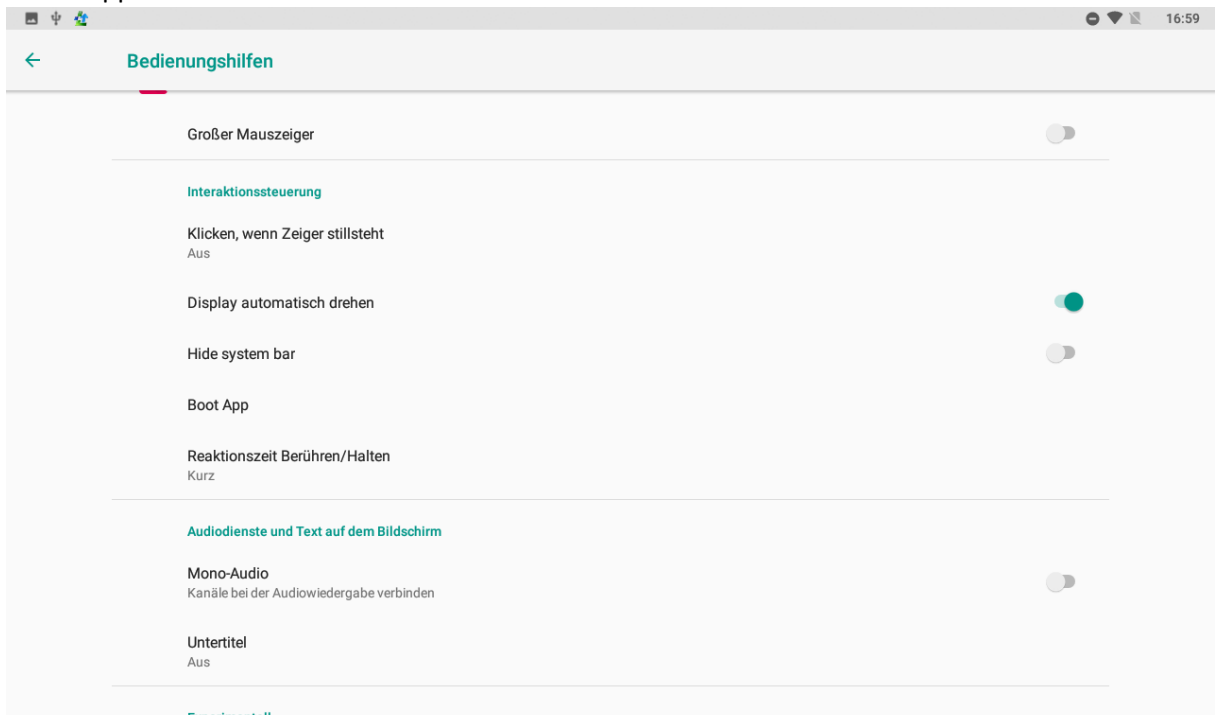 16:59
Bedienungshilfen
Großer Mauszeiger
Interaktionssteuerung
Klicken, wenn Zeiger stillsteht
Aus
Display automatisch drehen
Hide system bar
Boot App
Reaktionszeit Berühren/Halten
Kurz
Audiodienste und Text auf dem Bildschirm
Mono-Audio
Kanäle bei der Audiowiedergabe verbinden
Untertitel
Aus